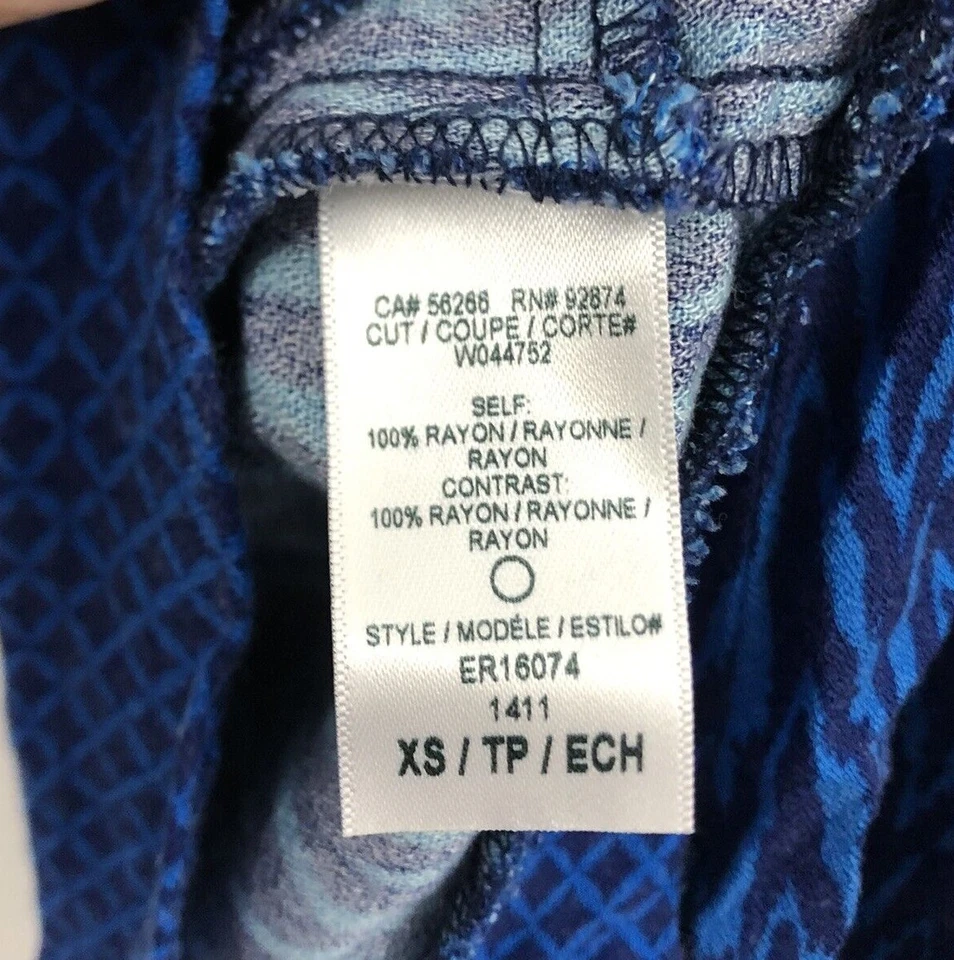 CA# 56266 RN# 92874
CUT / COUPE / CORTE#
W044752
SELF:
100% RAYON / RAYONNE /
RAYON
CONTRAST:
100% RAYON / RAYONNE /
RAYON
STYLE / MODÉLE / ESTILO#
ER16074
1411
XS / TP / ECH